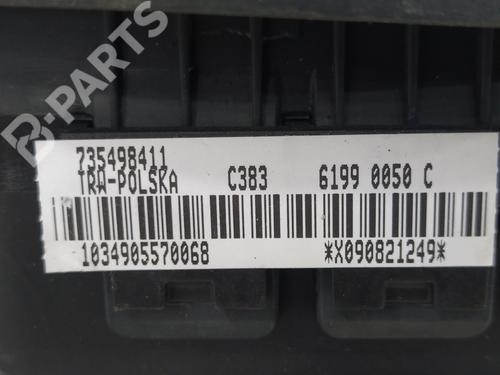 B-PARTS
735498411
TRW-POLSKA C383 6199 0050 C
1034905570068 *X090821249*